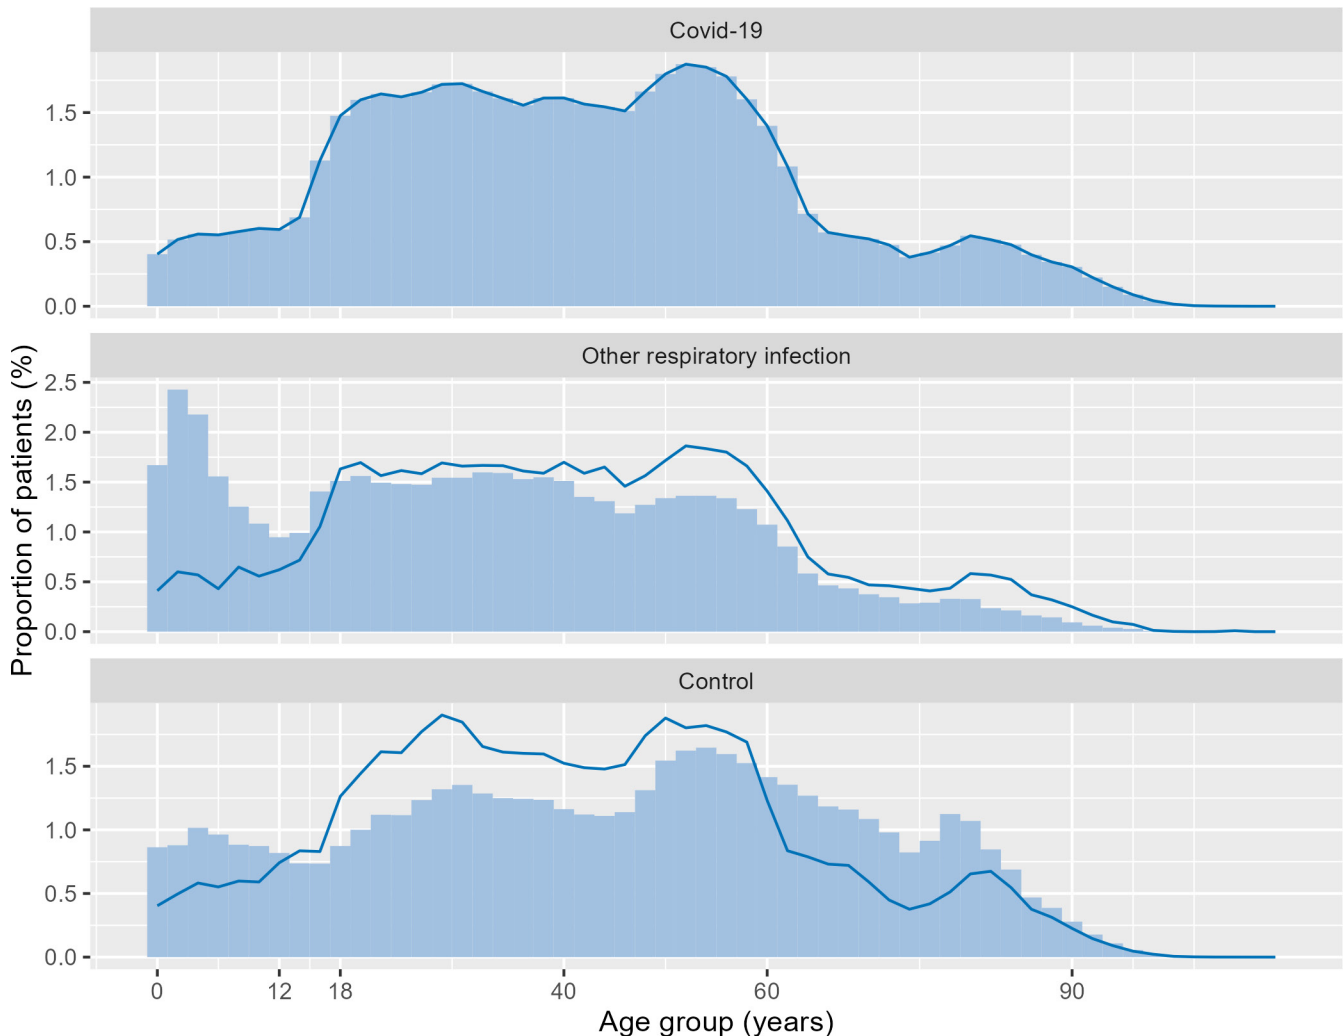 Covid-19
1.5
1.0
0.5
0.0
Other respiratory infection
2.5
2.0
1.5
1.0
0.5
0.0
Control
1.5
1.0
0.5
0.0
0 12 18 40 60 90
Age group (years)
Proportion of patients (%)